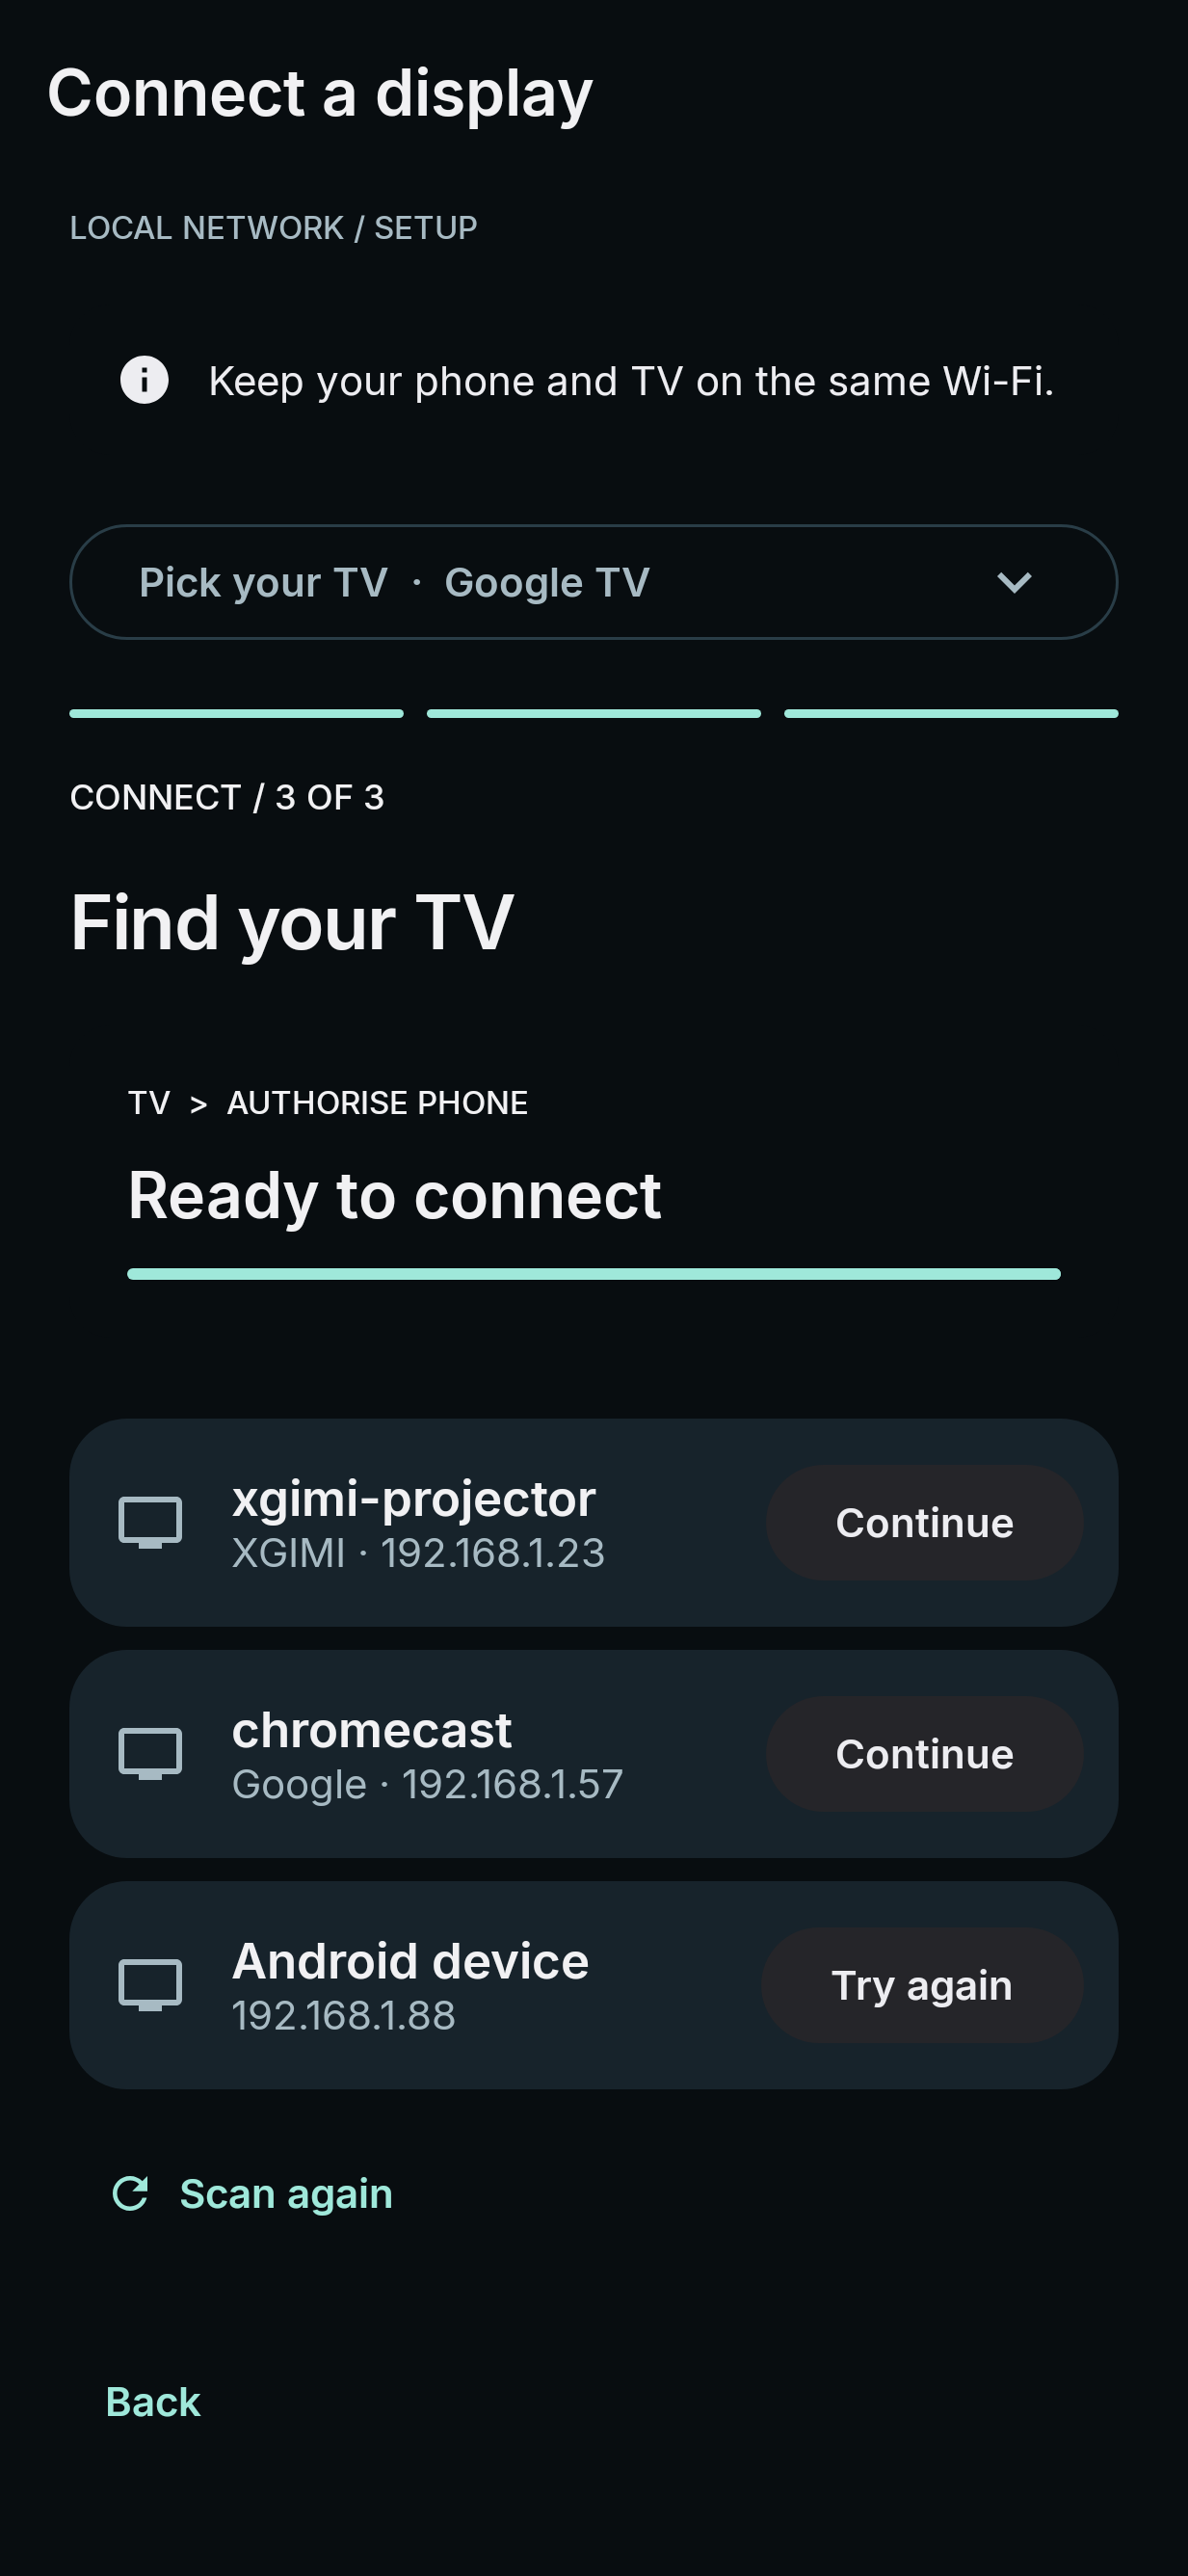 Connect a display
LOCAL NETWORK / SETUP
Keep your phone and TV on the same Wi-Fi.
Pick your TV · Google TV
CONNECT / 3 OF 3
Find your TV
TV > AUTHORISE PHONE
Ready to connect
xgimi-projector
XGIMI · 192.168.1.23
Continue
chromecast
Google · 192.168.1.57
Continue
Android device
192.168.1.88
Try again
Scan again
Back